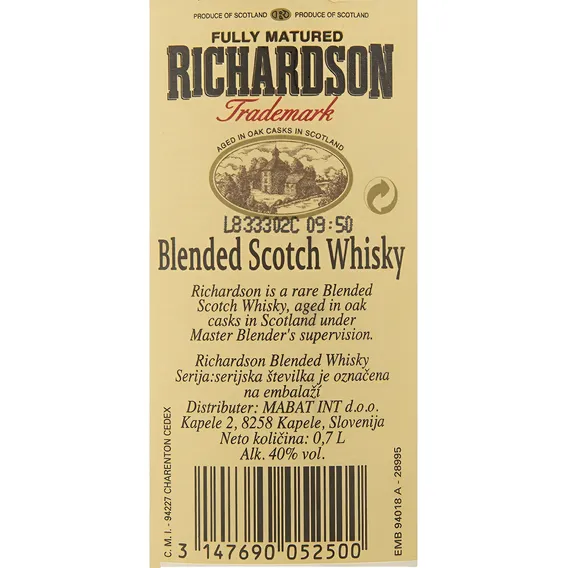 PRODUCE OF SCOTLAND R PRODUCE OF SCOTLAND
FULLY MATURED
RICHARDSON
Trademark
AGED IN OAK CASKS IN SCOTLAND
L833302C 09:50
Blended Scotch Whisky
Richardson is a rare Blended
Scotch Whisky, aged in oak
casks in Scotland under
Master Blender's supervision.
Richardson Blended Whisky
Serija:serijska številka je označena
na embalaží
Distributer: MABAT INT d.o.o.
Kapele 2, 8258 Kapele, Slovenija
Neto količina: 0,7 L
Alk. 40% vol.
C. M. I. - 94227 CHARENTON CEDEX
EMB 94018 A - 28995
3 147690 052500